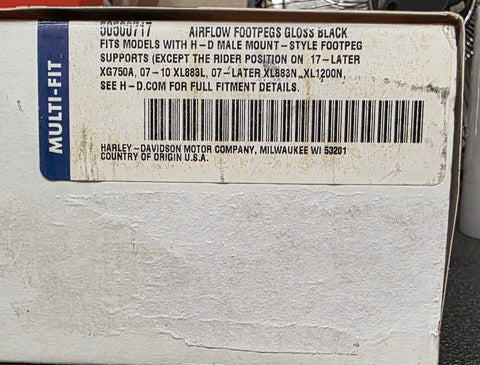 50500717 AIRFLOW FOOTPEGS GLOSS BLACK
FITS MODELS WITH H-D MALE MOUNT-STYLE FOOTPEG
SUPPORTS (EXCEPT THE RIDER POSITION ON 17-LATER
XG750A, 07-10 XL883L, 07-LATER XL883N, XL1200N,
SEE H-D.COM FOR FULL FITMENT DETAILS.
HARLEY-DAVIDSON MOTOR COMPANY, MILWAUKEE WI 53201
COUNTRY OF ORIGIN U.S.A.
MULTI-FIT